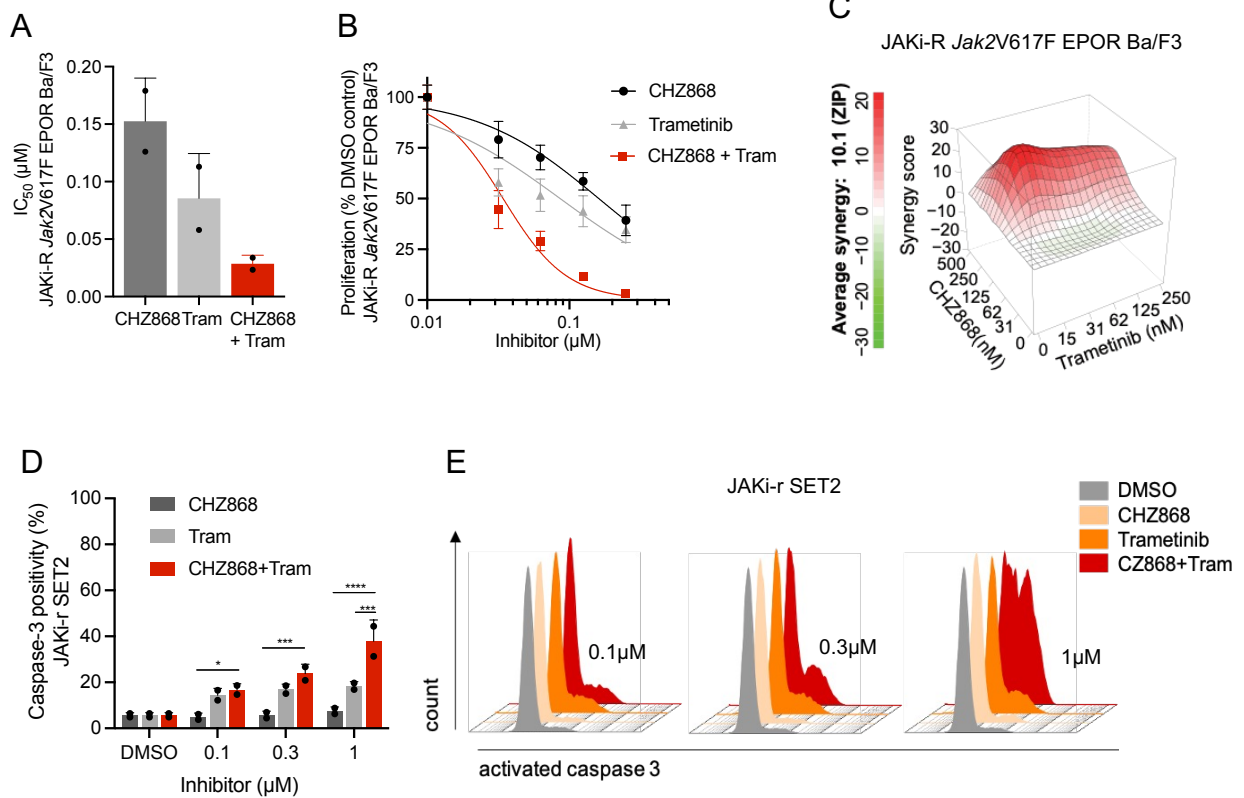 A
IC50 (µM)
JAKi-R Jak2V617F EPOR Ba/F3
0.20
0.15
0.10
0.05
0.00
CHZ868
Tram
CHZ868
+ Tram
B
Proliferation (% DMSO control)
JAKi-R Jak2V617F EPOR Ba/F3
100
75
50
25
0
0.01
0.1
Inhibitor (µM)
CHZ868
Trametinib
CHZ868 + Tram
C
JAKi-R Jak2V617F EPOR Ba/F3
Average synergy: 10.1 (ZIP)
20
10
0
−10
−20
−30
Synergy score
30
20
10
0
−10
−20
−30
500
250
125
62
31
0
CHZ868(nM)
0
15
31
62
125
250
Trametinib (nM)
D
Caspase-3 positivity (%)
JAKi-r SET2
100
80
60
40
20
0
CHZ868
Tram
CHZ868+Tram
*
***
****
***
DMSO
0.1
0.3
1
Inhibitor (µM)
E
JAKi-r SET2
DMSO
CHZ868
Trametinib
CZ868+Tram
count
0.1µM
0.3µM
1µM
activated caspase 3